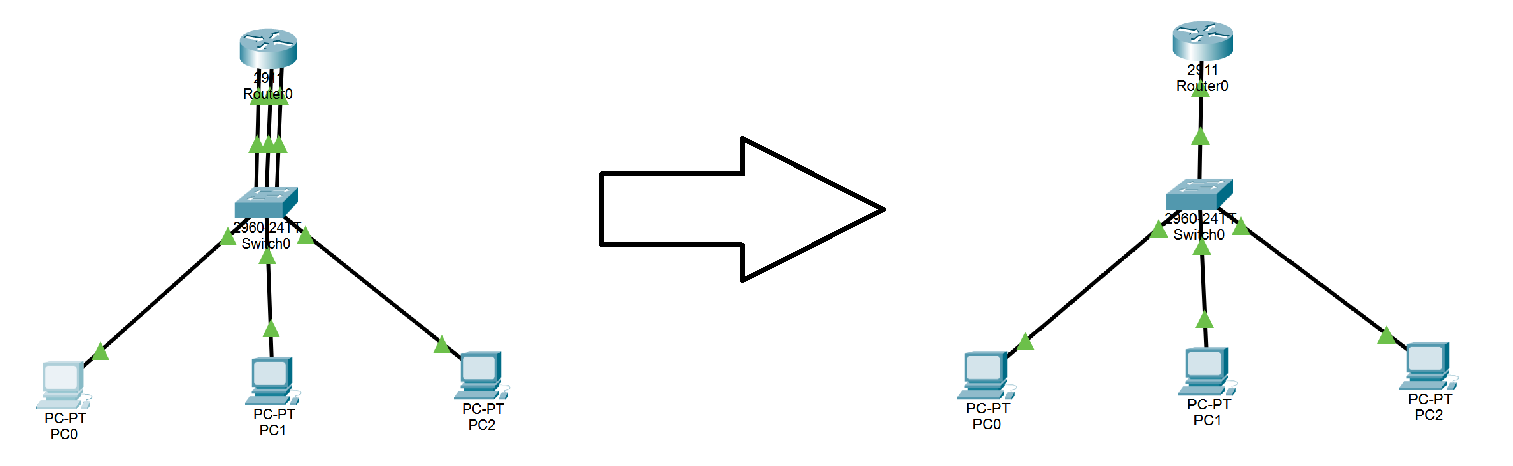 2911
Router0
2960-24TT
Switch0
PC-PT
PC0
PC-PT
PC1
PC-PT
PC2
2911
Router0
2960-24TT
Switch0
PC-PT
PC0
PC-PT
PC1
PC-PT
PC2